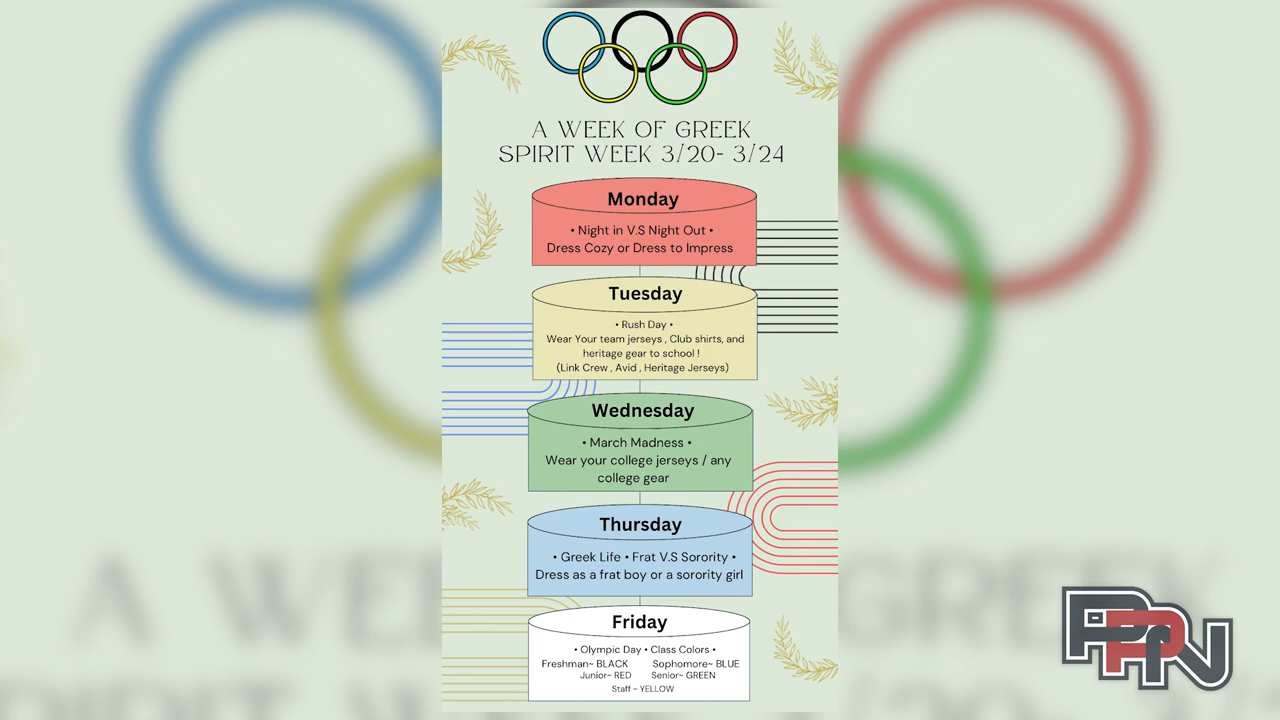 A WEEK OF GREEK
SPIRIT WEEK 3/20- 3/24
Monday
• Night in V.S Night Out •
Dress Cozy or Dress to Impress
Tuesday
• Rush Day •
Wear Your team jerseys , Club shirts, and
heritage gear to school !
(Link Crew , Avid , Heritage Jerseys)
Wednesday
• March Madness •
Wear your college jerseys / any
college gear
Thursday
• Greek Life • Frat V.S Sorority •
Dress as a frat boy or a sorority girl
Friday
• Olympic Day • Class Colors •
Freshman~ BLACK Sophomore~ BLUE
Junior~ RED Senior~ GREEN
Staff ~ YELLOW
PPN